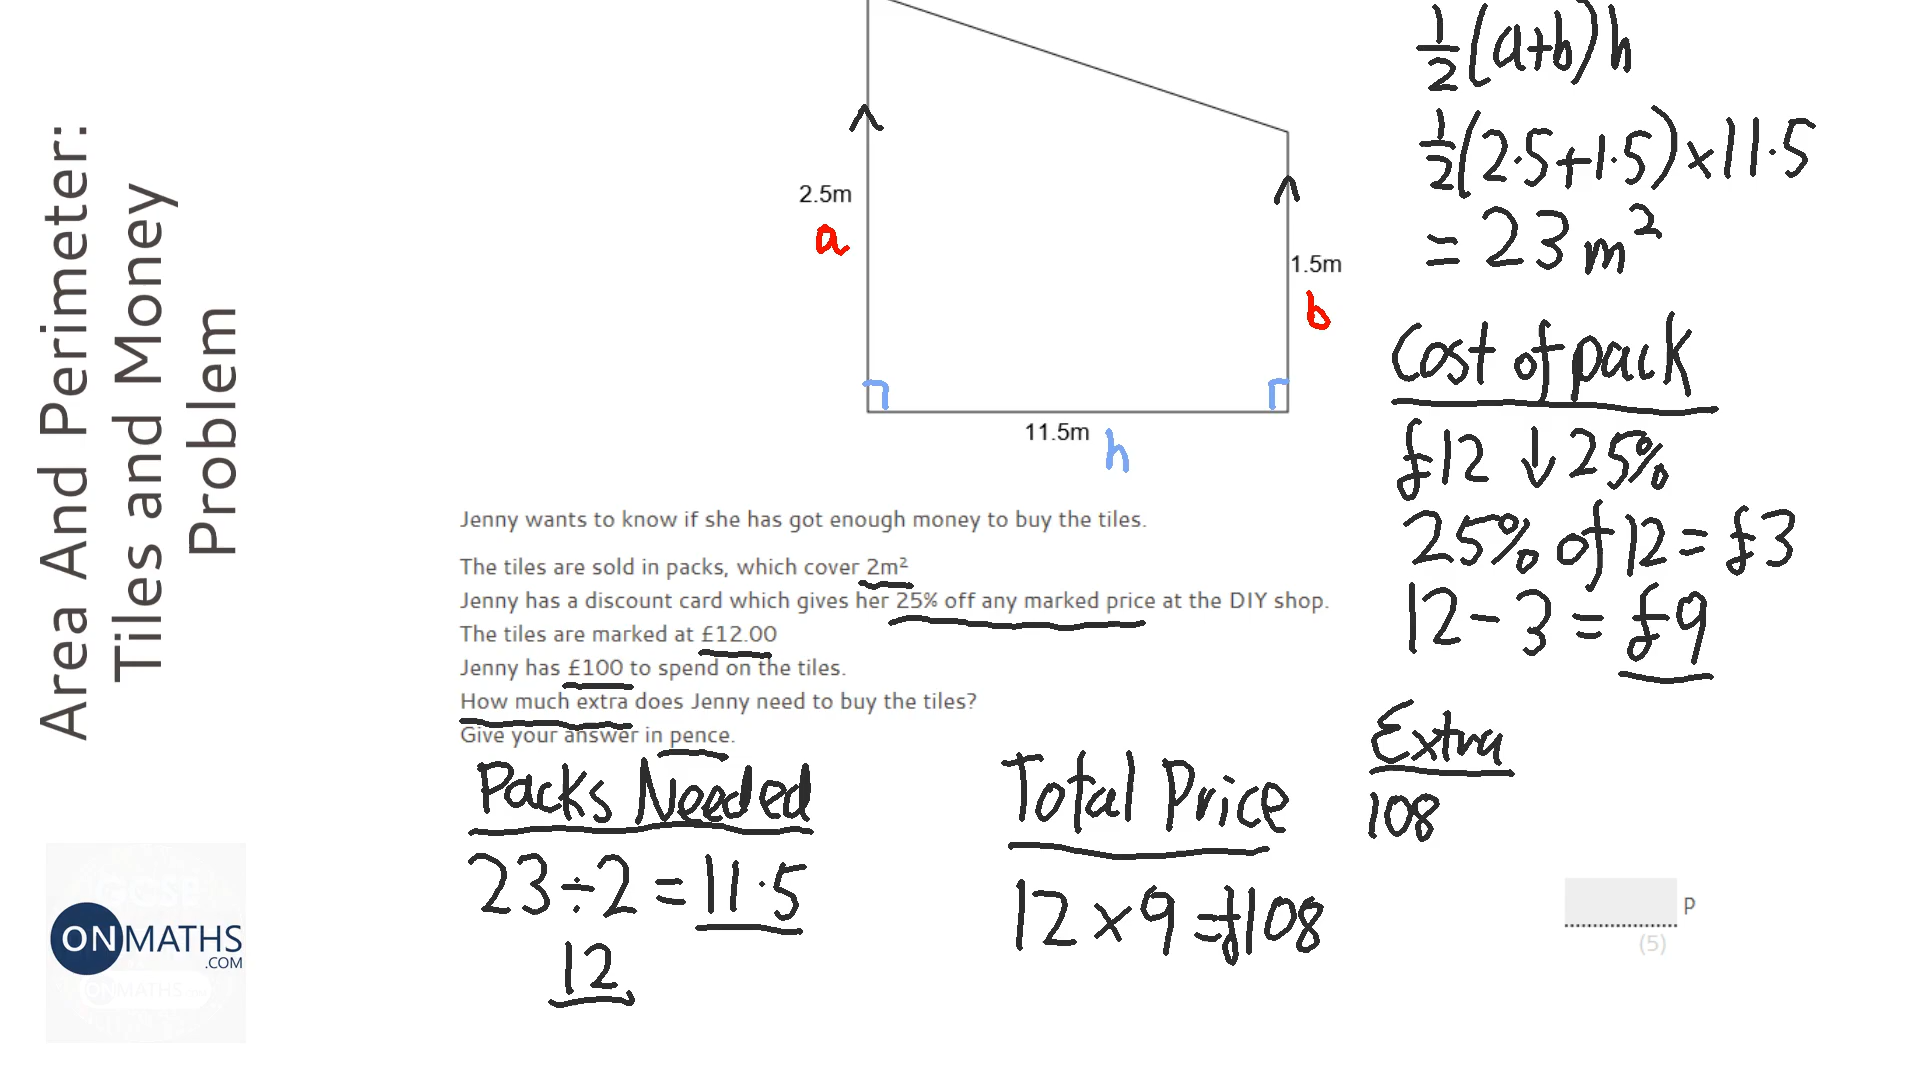 Area And Perimeter:
Tiles and Money
Problem
2.5m
a
1.5m
b
11.5m
h
½(a+b)h
½(2·5+1·5)×11·5
= 23 m²
Cost of pack
£12 ↓ 25%
25% of 12 = £3
12 - 3 = £9
Jenny wants to know if she has got enough money to buy the tiles.
The tiles are sold in packs, which cover 2m²
Jenny has a discount card which gives her 25% off any marked price at the DIY shop.
The tiles are marked at £12.00
Jenny has £100 to spend on the tiles.
How much extra does Jenny need to buy the tiles?
Give your answer in pence.
Packs Needed
23÷2 = 11·5
12
Total Price
12 × 9 = £108
Extra
108
p
(5)
ONMATHS
.COM